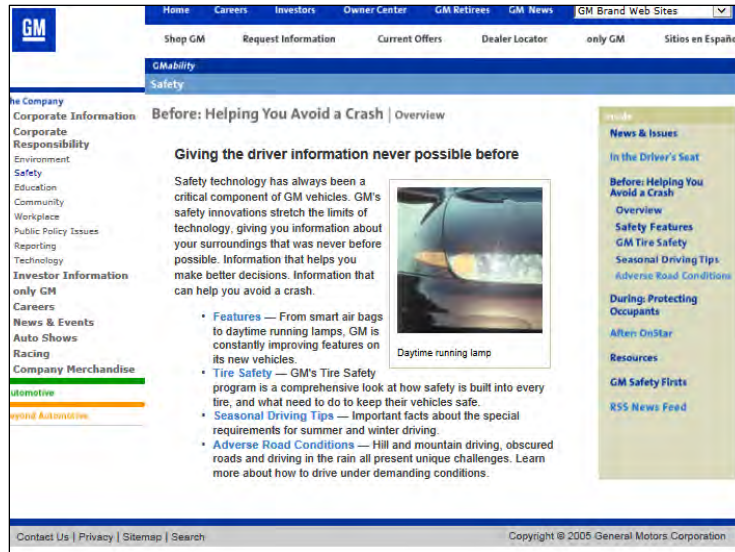 GM
Home Careers Investors Owner Center GM Retirees GM News GM Brand Web Sites
Shop GM Request Information Current Offers Dealer Locator only GM Sitios en Españo
GMability
Safety
he Company
Corporate Information
Corporate
Responsibility
Environment
Safety
Education
Community
Workplace
Public Policy Issues
Reporting
Technology
Investor Information
only GM
Careers
News & Events
Auto Shows
Racing
Company Merchandise
utomotive
eyond Automotive
Before: Helping You Avoid a Crash | Overview
Giving the driver information never possible before
Safety technology has always been a
critical component of GM vehicles. GM's
safety innovations stretch the limits of
technology, giving you information about
your surroundings that was never before
possible. Information that helps you
make better decisions. Information that
can help you avoid a crash.
Daytime running lamp
• Features — From smart air bags
to daytime running lamps, GM is
constantly improving features on
its new vehicles.
• Tire Safety — GM's Tire Safety
program is a comprehensive look at how safety is built into every
tire, and what need to do to keep their vehicles safe.
• Seasonal Driving Tips — Important facts about the special
requirements for summer and winter driving.
• Adverse Road Conditions — Hill and mountain driving, obscured
roads and driving in the rain all present unique challenges. Learn
more about how to drive under demanding conditions.
Inside
News & Issues
In the Driver's Seat
Before: Helping You
Avoid a Crash
Overview
Safety Features
GM Tire Safety
Seasonal Driving Tips
Adverse Road Conditions
During: Protecting
Occupants
After: OnStar
Resources
GM Safety Firsts
RSS News Feed
Contact Us | Privacy | Sitemap | Search
Copyright © 2005 General Motors Corporation